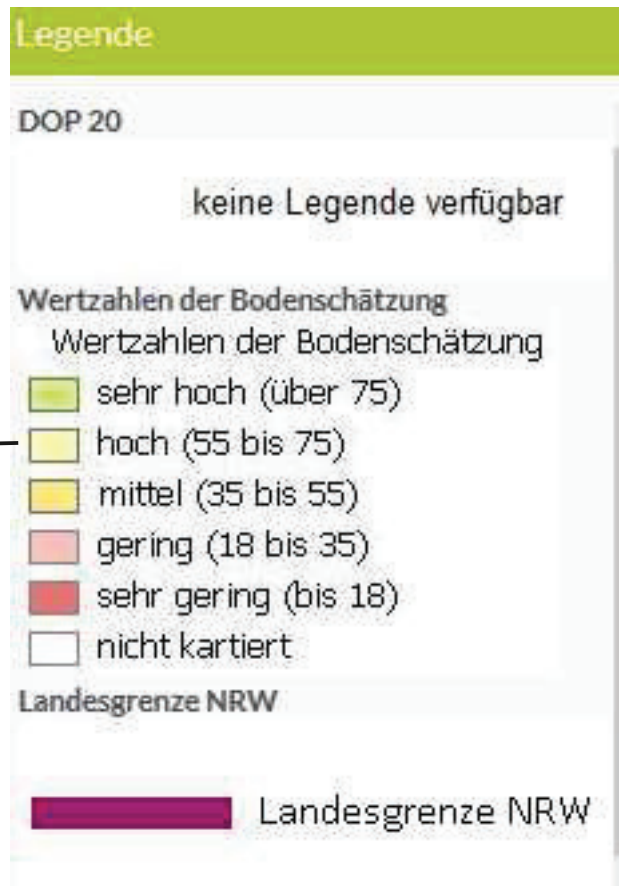 Legende
DOP 20
keine Legende verfügbar
Wertzahlen der Bodenschätzung
Wertzahlen der Bodenschätzung
sehr hoch (über 75)
hoch (55 bis 75)
mittel (35 bis 55)
gering (18 bis 35)
sehr gering (bis 18)
nicht kartiert
Landesgrenze NRW
Landesgrenze NRW